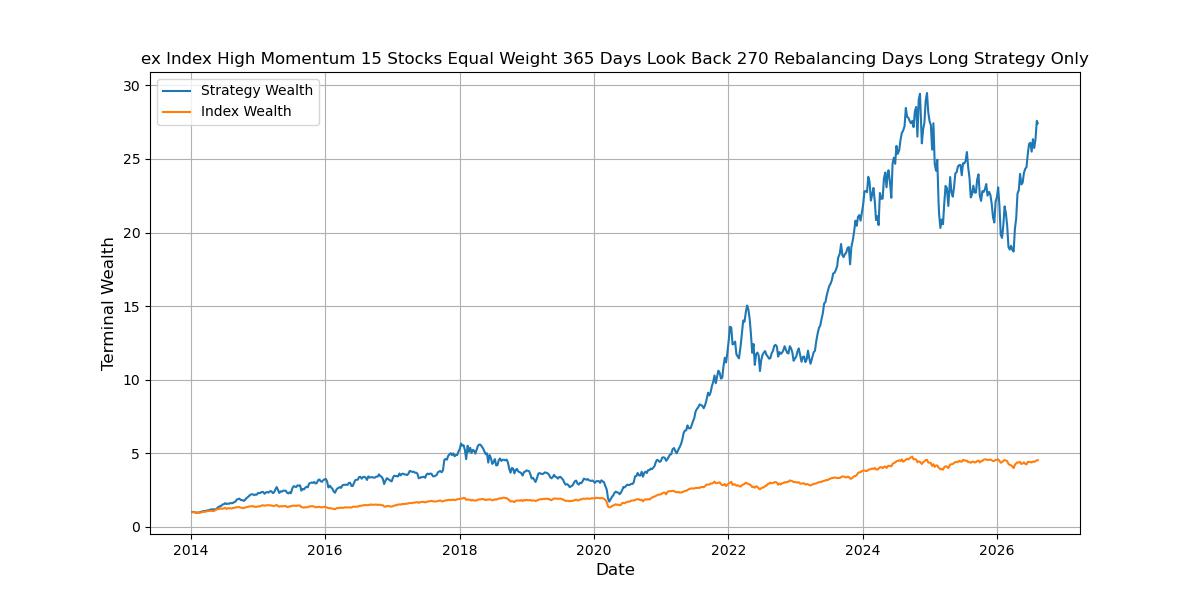 ex Index High Momentum 15 Stocks Equal Weight 365 Days Look Back 270 Rebalancing Days Long Strategy Only
Strategy Wealth
Index Wealth
30
25
20
15
10
5
0
Terminal Wealth
2014 2016 2018 2020 2022 2024 2026
Date